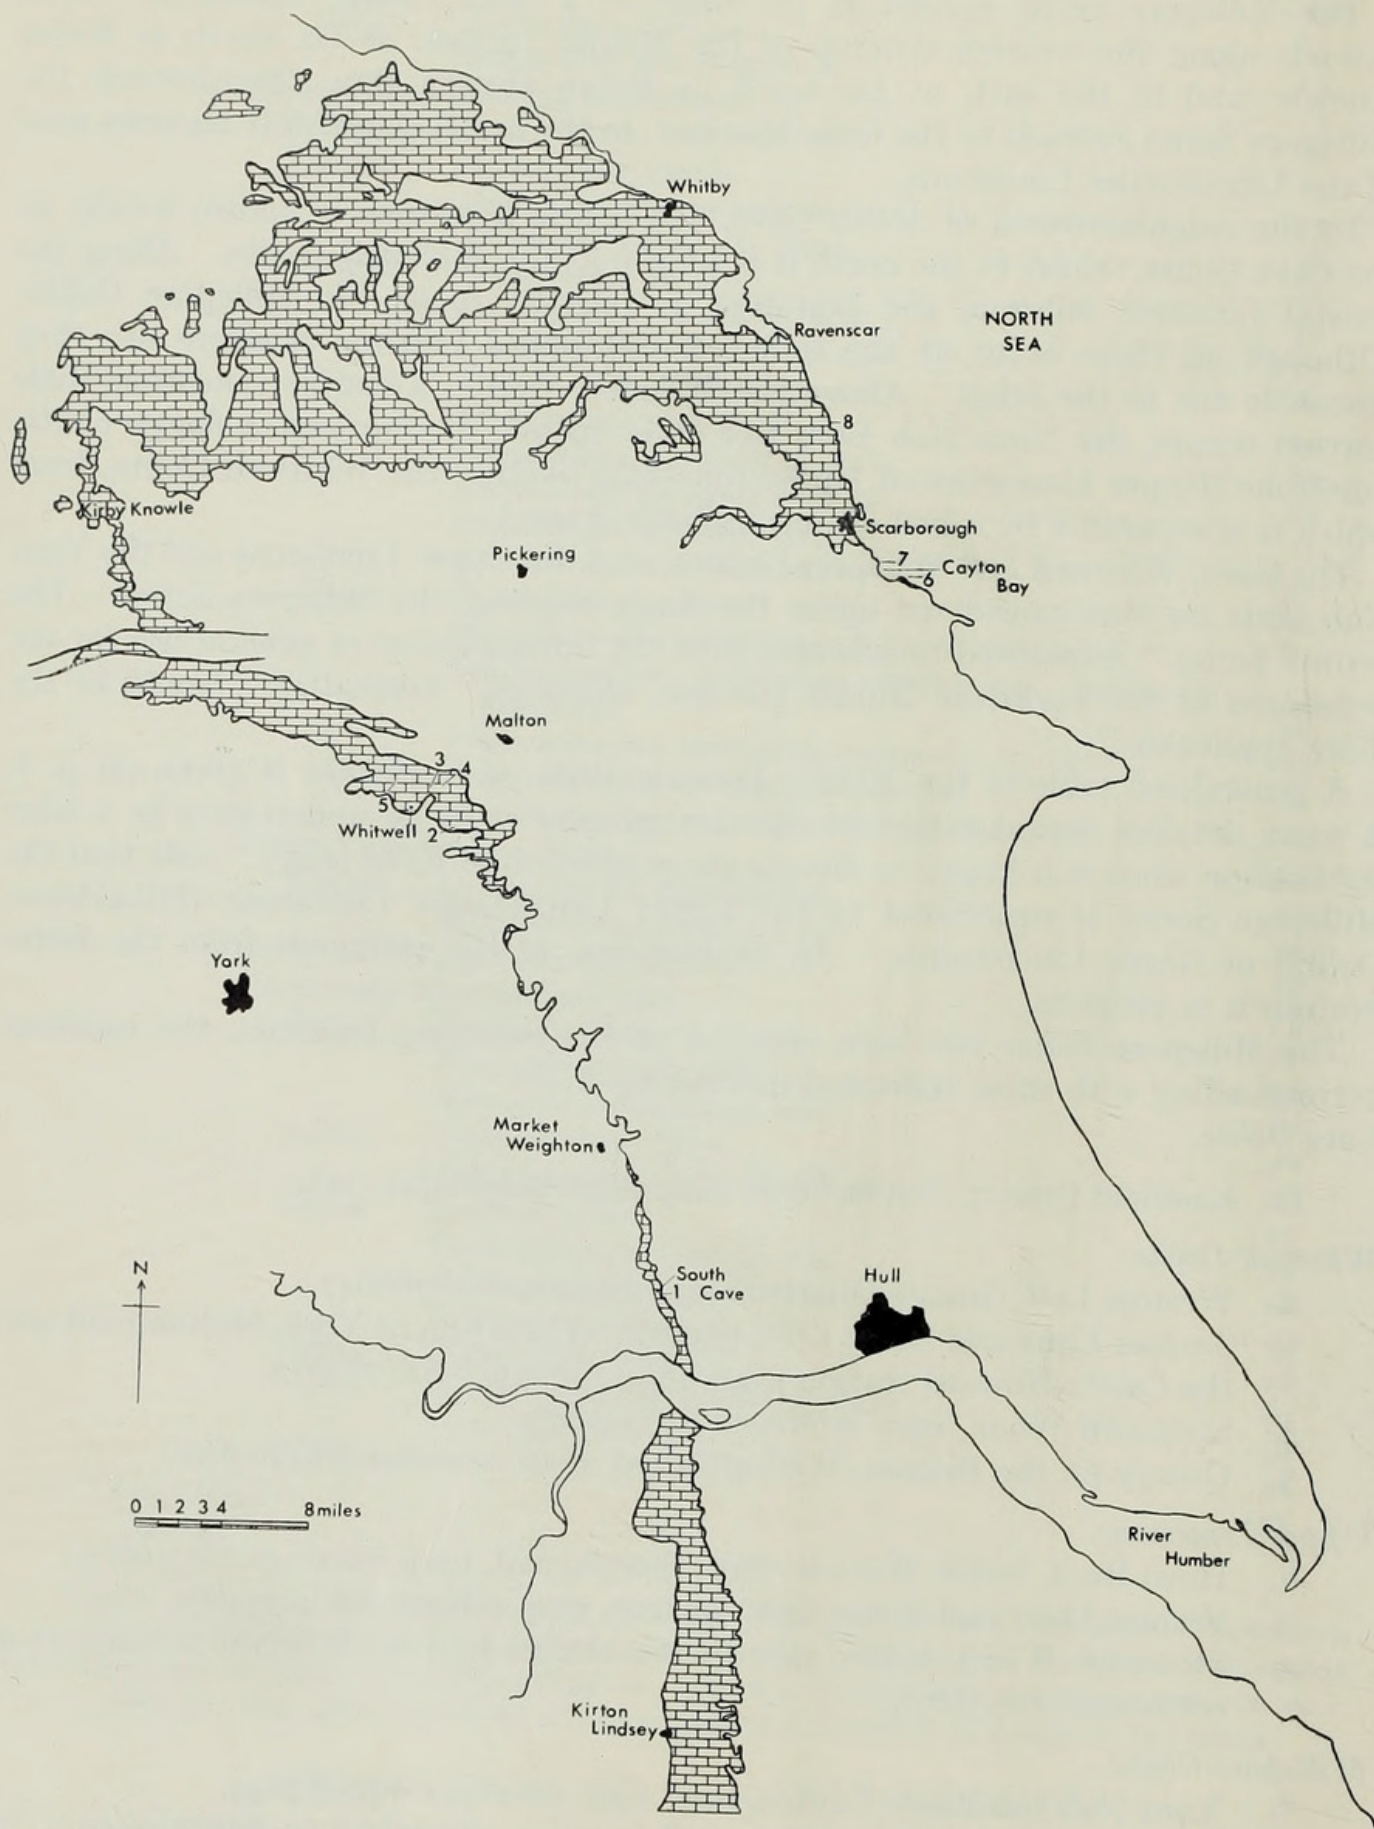 Whitby
NORTH
SEA
Ravenscar
8
Kirby Knowle
Scarborough
Pickering
7
Cayton
6
Bay
Malton
3
4
5
Whitwell
2
York
Market
Weighton
N
South
1 Cave
Hull
0 1 2 3 4 8 miles
River
Humber
Kirton
Lindsey